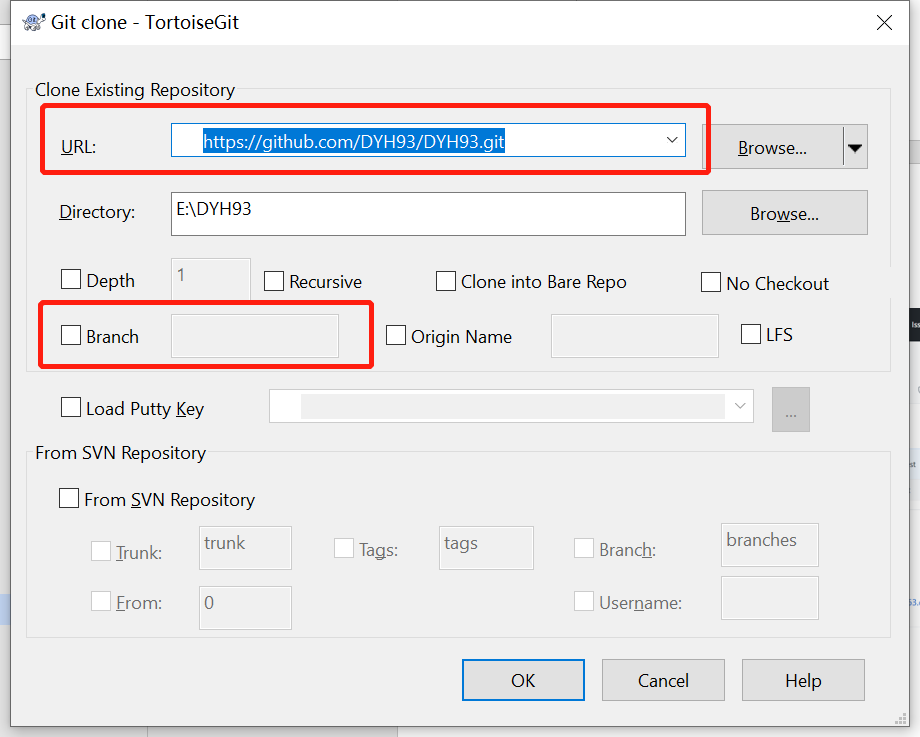 Git clone - TortoiseGit
Clone Existing Repository
URL: https://github.com/DYH93/DYH93.git Browse...
Directory: E:\DYH93 Browse...
Depth 1 Recursive Clone into Bare Repo No Checkout
Branch Origin Name LFS
Load Putty Key ...
From SVN Repository
From SVN Repository
Trunk: trunk Tags: tags Branch: branches
From: 0 Username:
OK Cancel Help